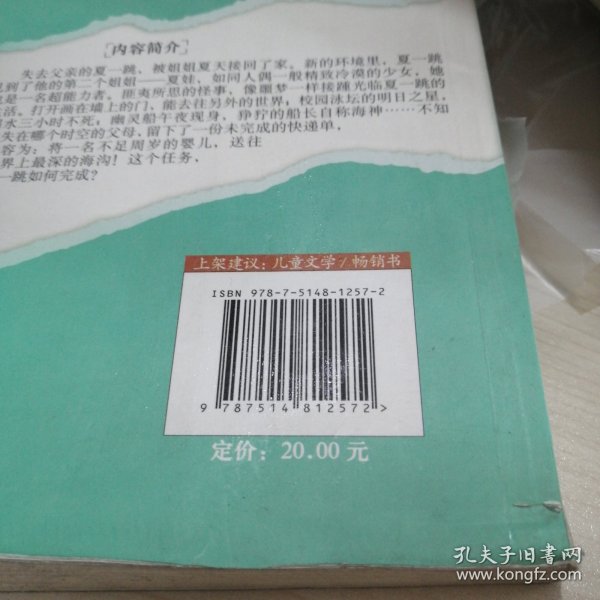 [内容简介]
失去父亲的夏一跳，被姐姐夏天接回了家。新的环境里，夏一跳
见到了他的第二个姐姐——夏娃，如同人偶一般精致冷漠的少女，她
也是一名超能力者。匪夷所思的怪事，像噩梦一样接踵光临夏一跳的
生活。打开画在墙上的门，能去往另外的世界；校园泳坛的明日之星，
溺水三小时不死；幽灵船午夜现身，狰狞的船长自称海神……不知
失在哪个时空的父母，留下了一份未完成的快递单，
容为：将一名不足周岁的婴儿，送往
界上最深的海沟！这个任务，
一跳如何完成？
上架建议：儿童文学/畅销书
ISBN 978-7-5148-1257-2
9 787514 812572 >
定价：20.00 元
孔夫子旧书网
www.kongfz.com